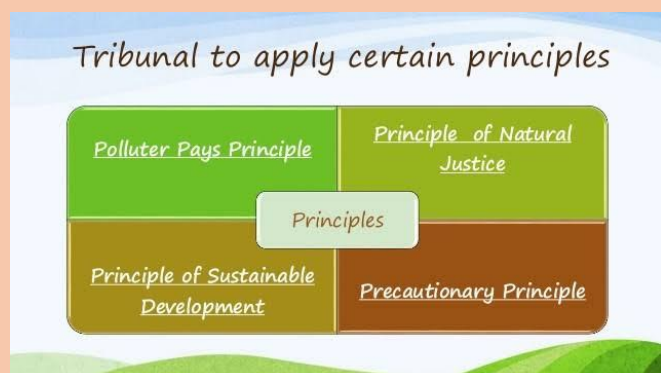 Tribunal to apply certain principles
Polluter Pays Principle
Principle of Natural
Justice
Principles
Principle of Sustainable
Development
Precautionary Principle